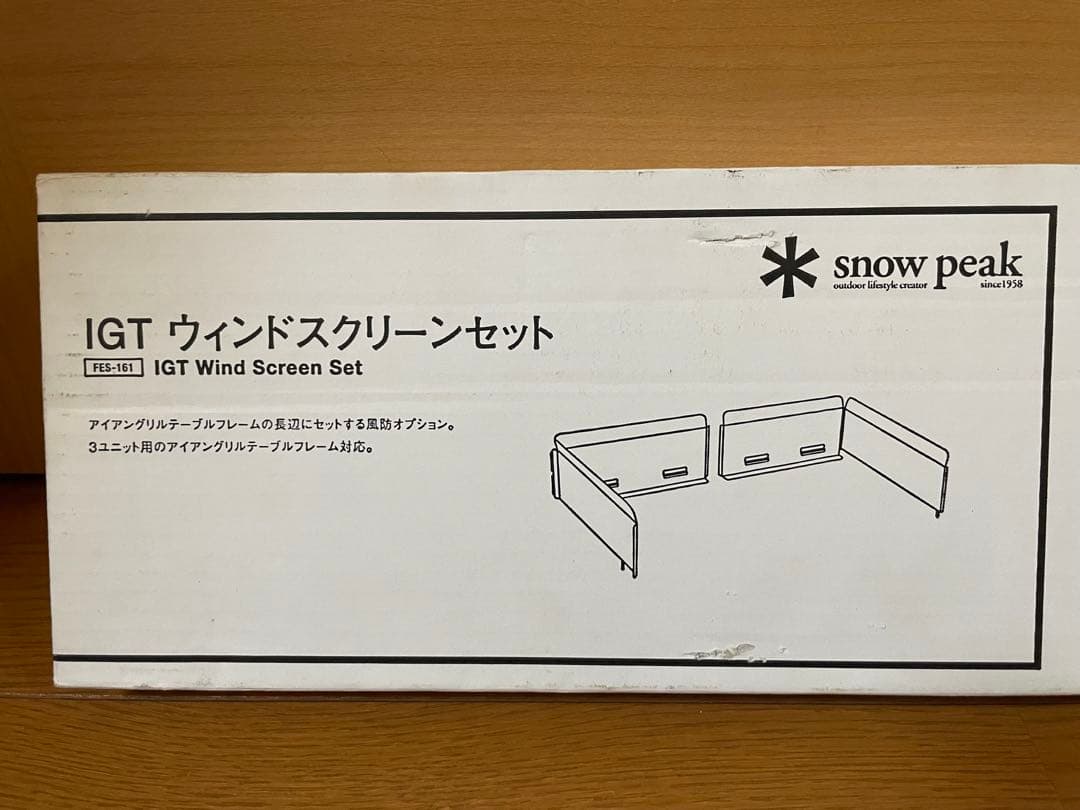 snow peak
outdoor lifestyle creator
since1958
IGT ウィンドスクリーンセット
FES-161 IGT Wind Screen Set
アイアングリルテーブルフレームの長辺にセットする風防オプション。
3ユニット用のアイアングリルテーブルフレーム対応。